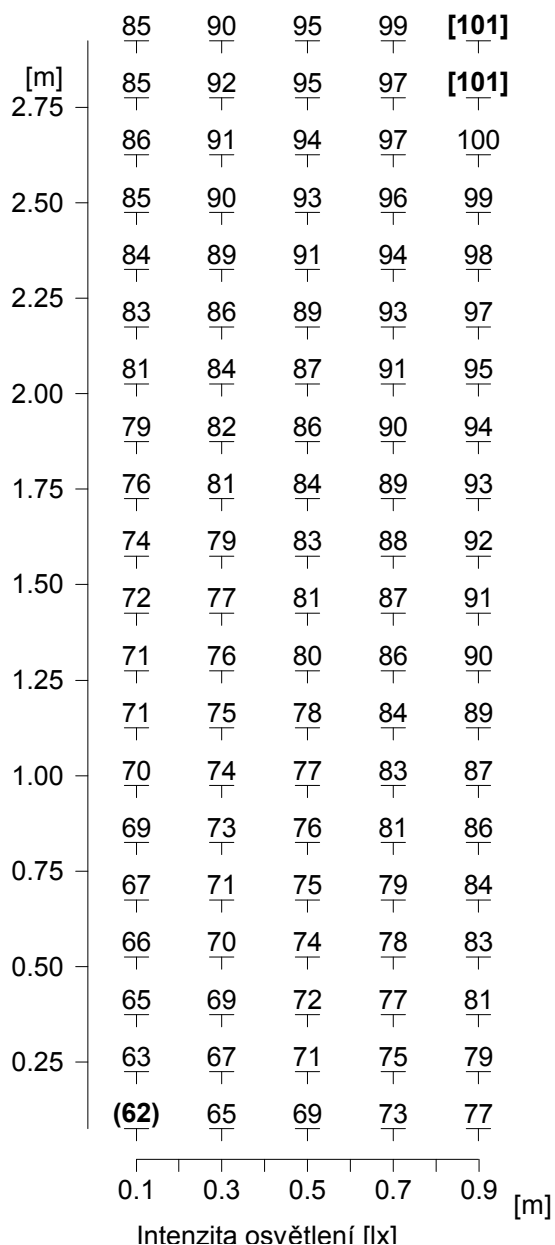 85 90 95 99 [101]
[m] 85 92 95 97 [101]
2.75
86 91 94 97 100
2.50 85 90 93 96 99
84 89 91 94 98
2.25 83 86 89 93 97
81 84 87 91 95
2.00
79 82 86 90 94
1.75 76 81 84 89 93
74 79 83 88 92
1.50 72 77 81 87 91
71 76 80 86 90
1.25
71 75 78 84 89
1.00 70 74 77 83 87
69 73 76 81 86
0.75 67 71 75 79 84
66 70 74 78 83
0.50
65 69 72 77 81
0.25 63 67 71 75 79
(62) 65 69 73 77
0.1 0.3 0.5 0.7 0.9 [m]
Intenzita osvětlení [lx]